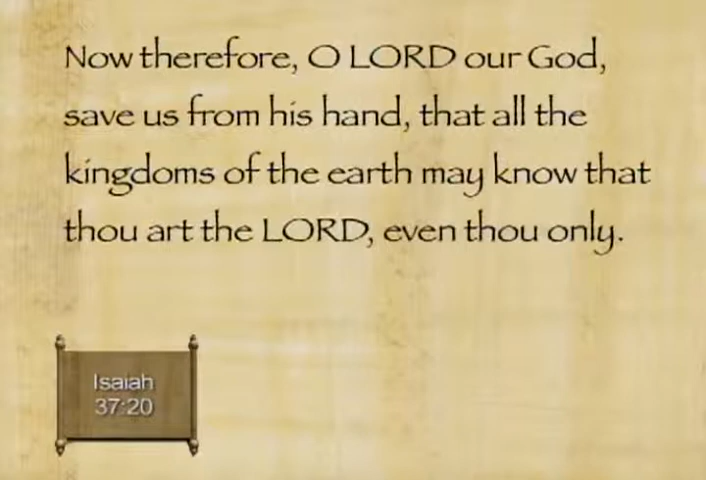 Now therefore, O LORD our God,
save us from his hand, that all the
kingdoms of the earth may know that
thou art the LORD, even thou only.
Isaiah
37:20